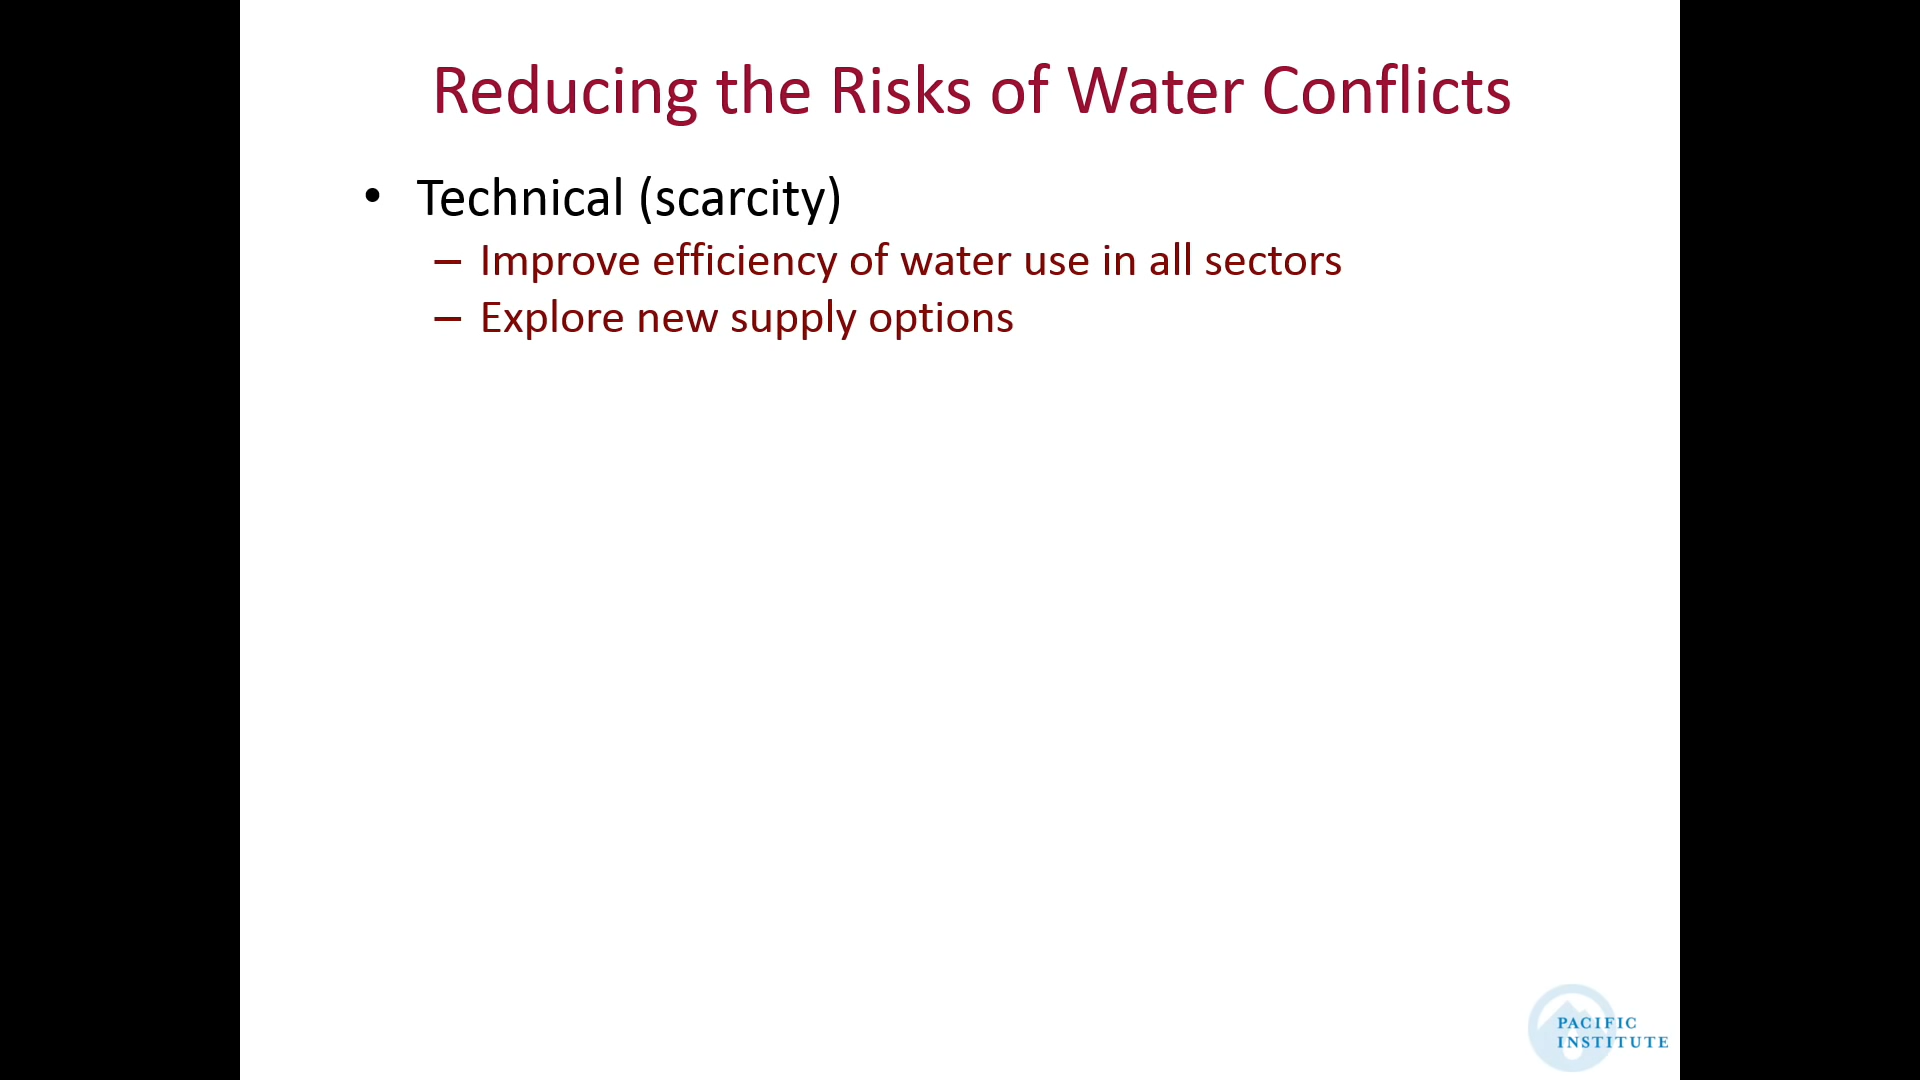 Reducing the Risks of Water Conflicts
• Technical (scarcity)
– Improve efficiency of water use in all sectors
– Explore new supply options
PACIFIC
INSTITUTE